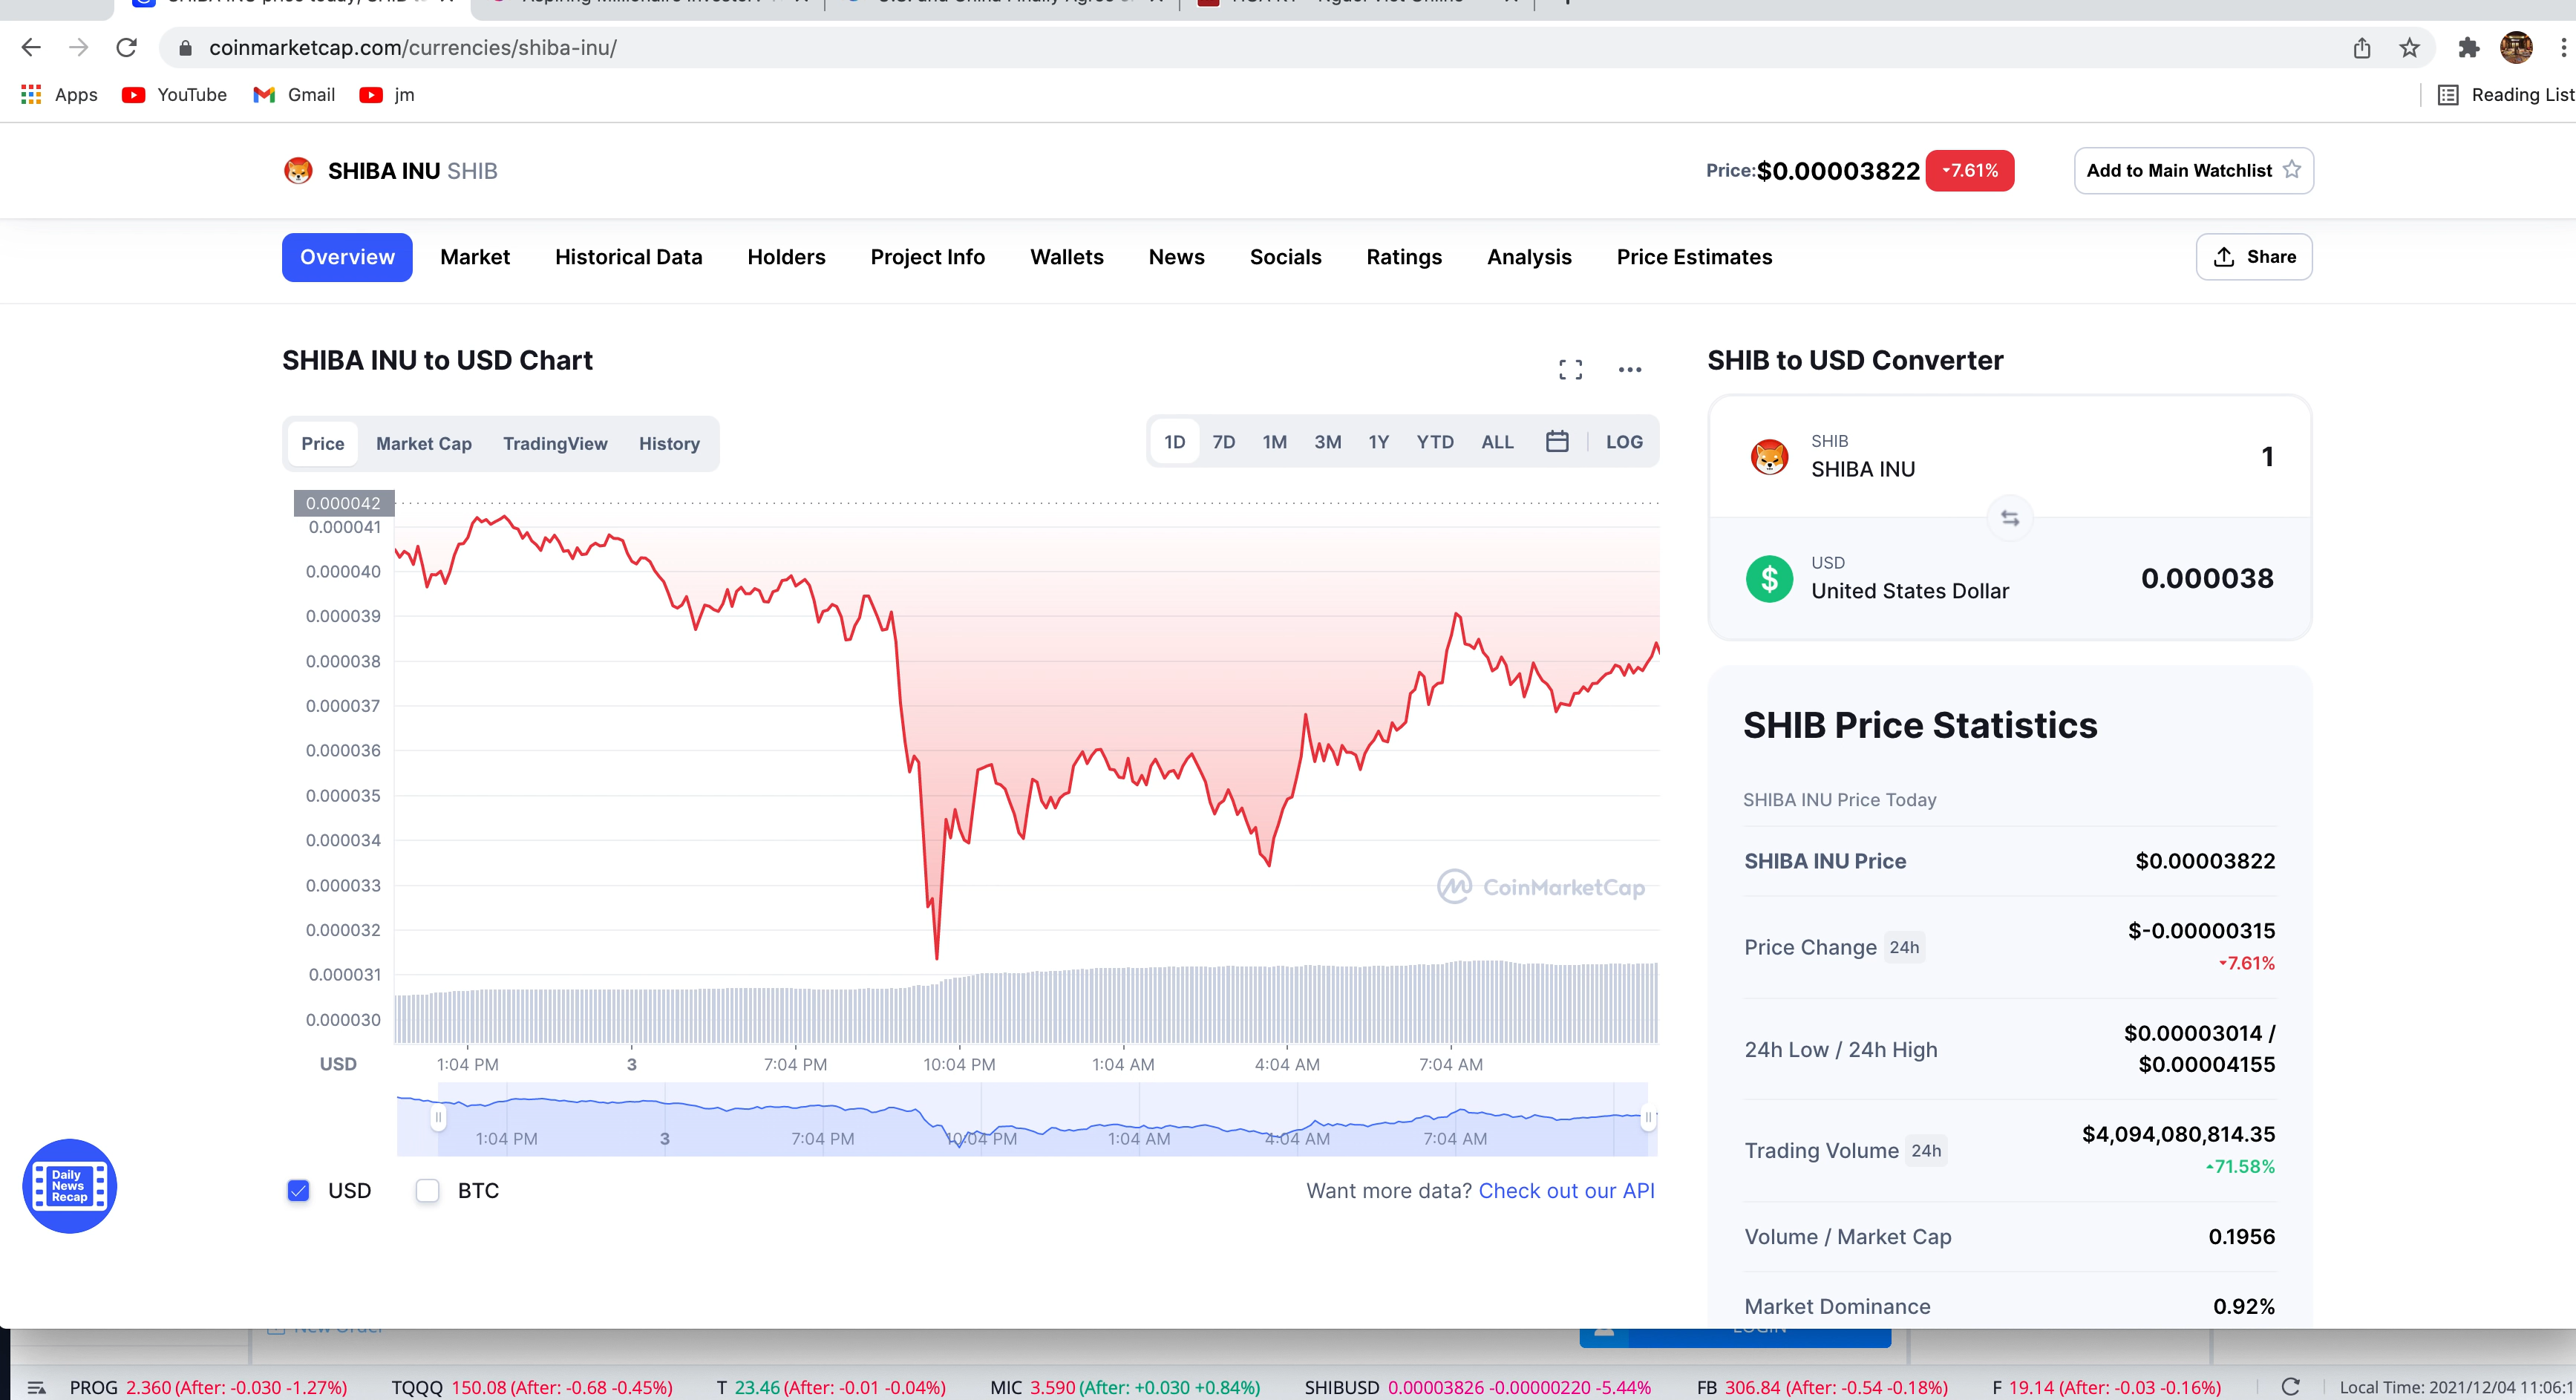 coinmarketcap.com/currencies/shiba-inu/
Apps YouTube Gmail jm Reading List
SHIBA INU SHIB Price:$0.00003822 7.61% Add to Main Watchlist
Overview Market Historical Data Holders Project Info Wallets News Socials Ratings Analysis Price Estimates Share
SHIBA INU to USD Chart
Price Market Cap TradingView History 1D 7D 1M 3M 1Y YTD ALL LOG
0.000042
0.000041
0.000040
0.000039
0.000038
0.000037
0.000036
0.000035
0.000034
0.000033
0.000032
0.000031
0.000030
CoinMarketCap
USD 1:04 PM 3 7:04 PM 10:04 PM 1:04 AM 4:04 AM 7:04 AM
1:04 PM 3 7:04 PM 10:04 PM 1:04 AM 4:04 AM 7:04 AM
USD BTC Want more data? Check out our API
Daily
News
Recap
SHIB to USD Converter
SHIB
SHIBA INU 1
USD
United States Dollar 0.000038
SHIB Price Statistics
SHIBA INU Price Today
SHIBA INU Price $0.00003822
Price Change 24h $-0.00000315
7.61%
24h Low / 24h High $0.00003014 /
$0.00004155
Trading Volume 24h $4,094,080,814.35
71.58%
Volume / Market Cap 0.1956
Market Dominance 0.92%
PROG 2.360 (After: -0.030 -1.27%) TQQQ 150.08 (After: -0.68 -0.45%) T 23.46 (After: -0.01 -0.04%) MIC 3.590 (After: +0.030 +0.84%) SHIBUSD 0.00003826 -0.00000220 -5.44% FB 306.84 (After: -0.54 -0.18%) F 19.14 (After: -0.03 -0.16%) Local Time: 2021/12/04 11:06: